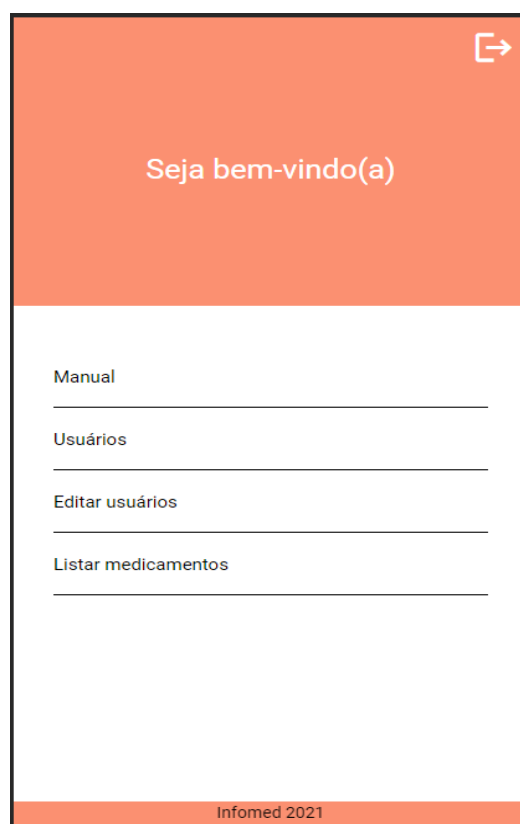 Seja bem-vindo(a)
Manual
Usuários
Editar usuários
Listar medicamentos
Infomed 2021